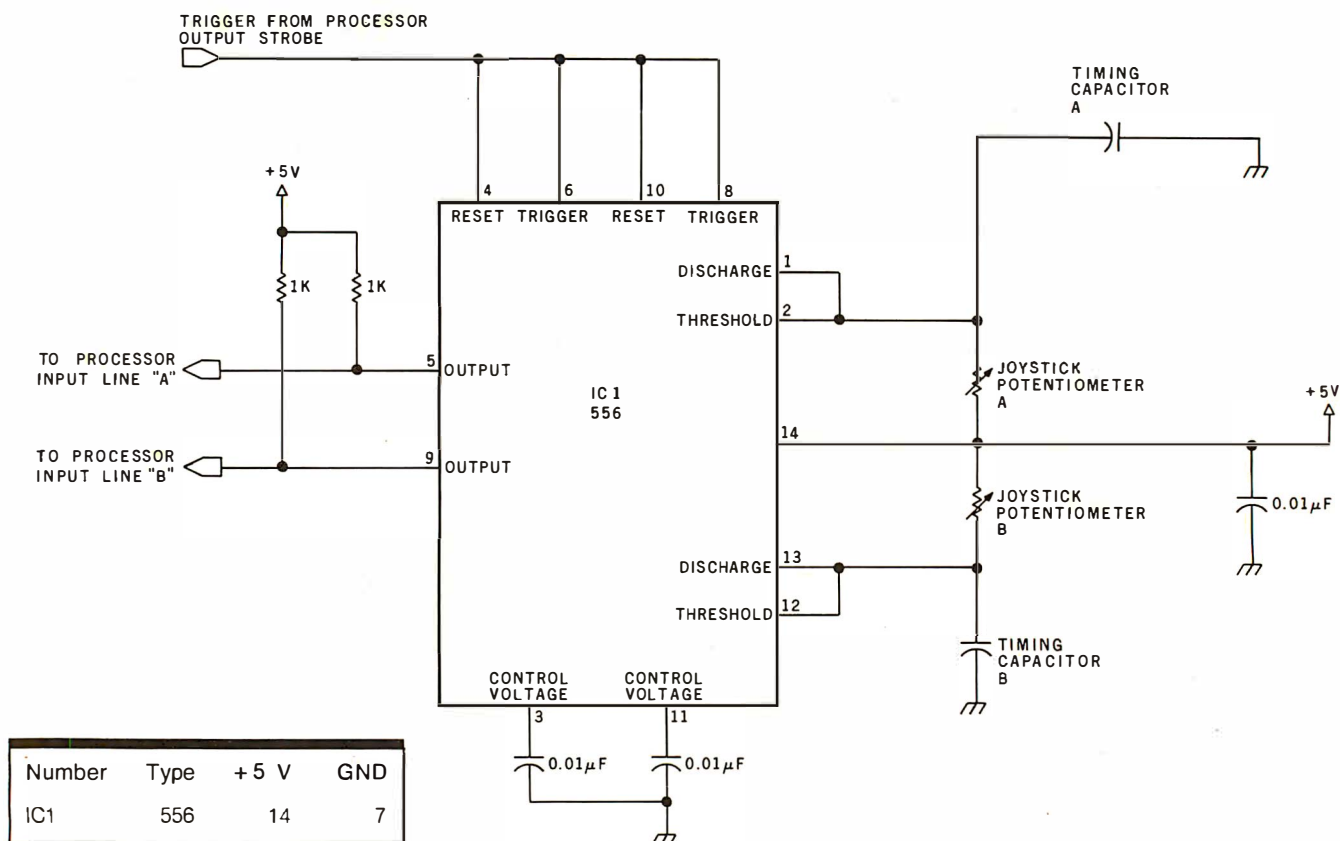 TRIGGER FROM PROCESSOR
OUTPUT STROBE
TIMING
CAPACITOR
A
+5V
4
6
10
8
RESET TRIGGER RESET TRIGGER
1K
1K
DISCHARGE
1
THRESHOLD
2
TO PROCESSOR
INPUT LINE "A"
5
OUTPUT
IC1
556
JOYSTICK
POTENTIOMETER
A
+5V
14
TO PROCESSOR
INPUT LINE "B"
9
OUTPUT
JOYSTICK
POTENTIOMETER
B
0.01µF
DISCHARGE
13
THRESHOLD
12
TIMING
CAPACITOR
B
CONTROL
VOLTAGE
CONTROL
VOLTAGE
3
11
0.01µF
0.01µF
Number Type +5 V GND
IC1 556 14 7